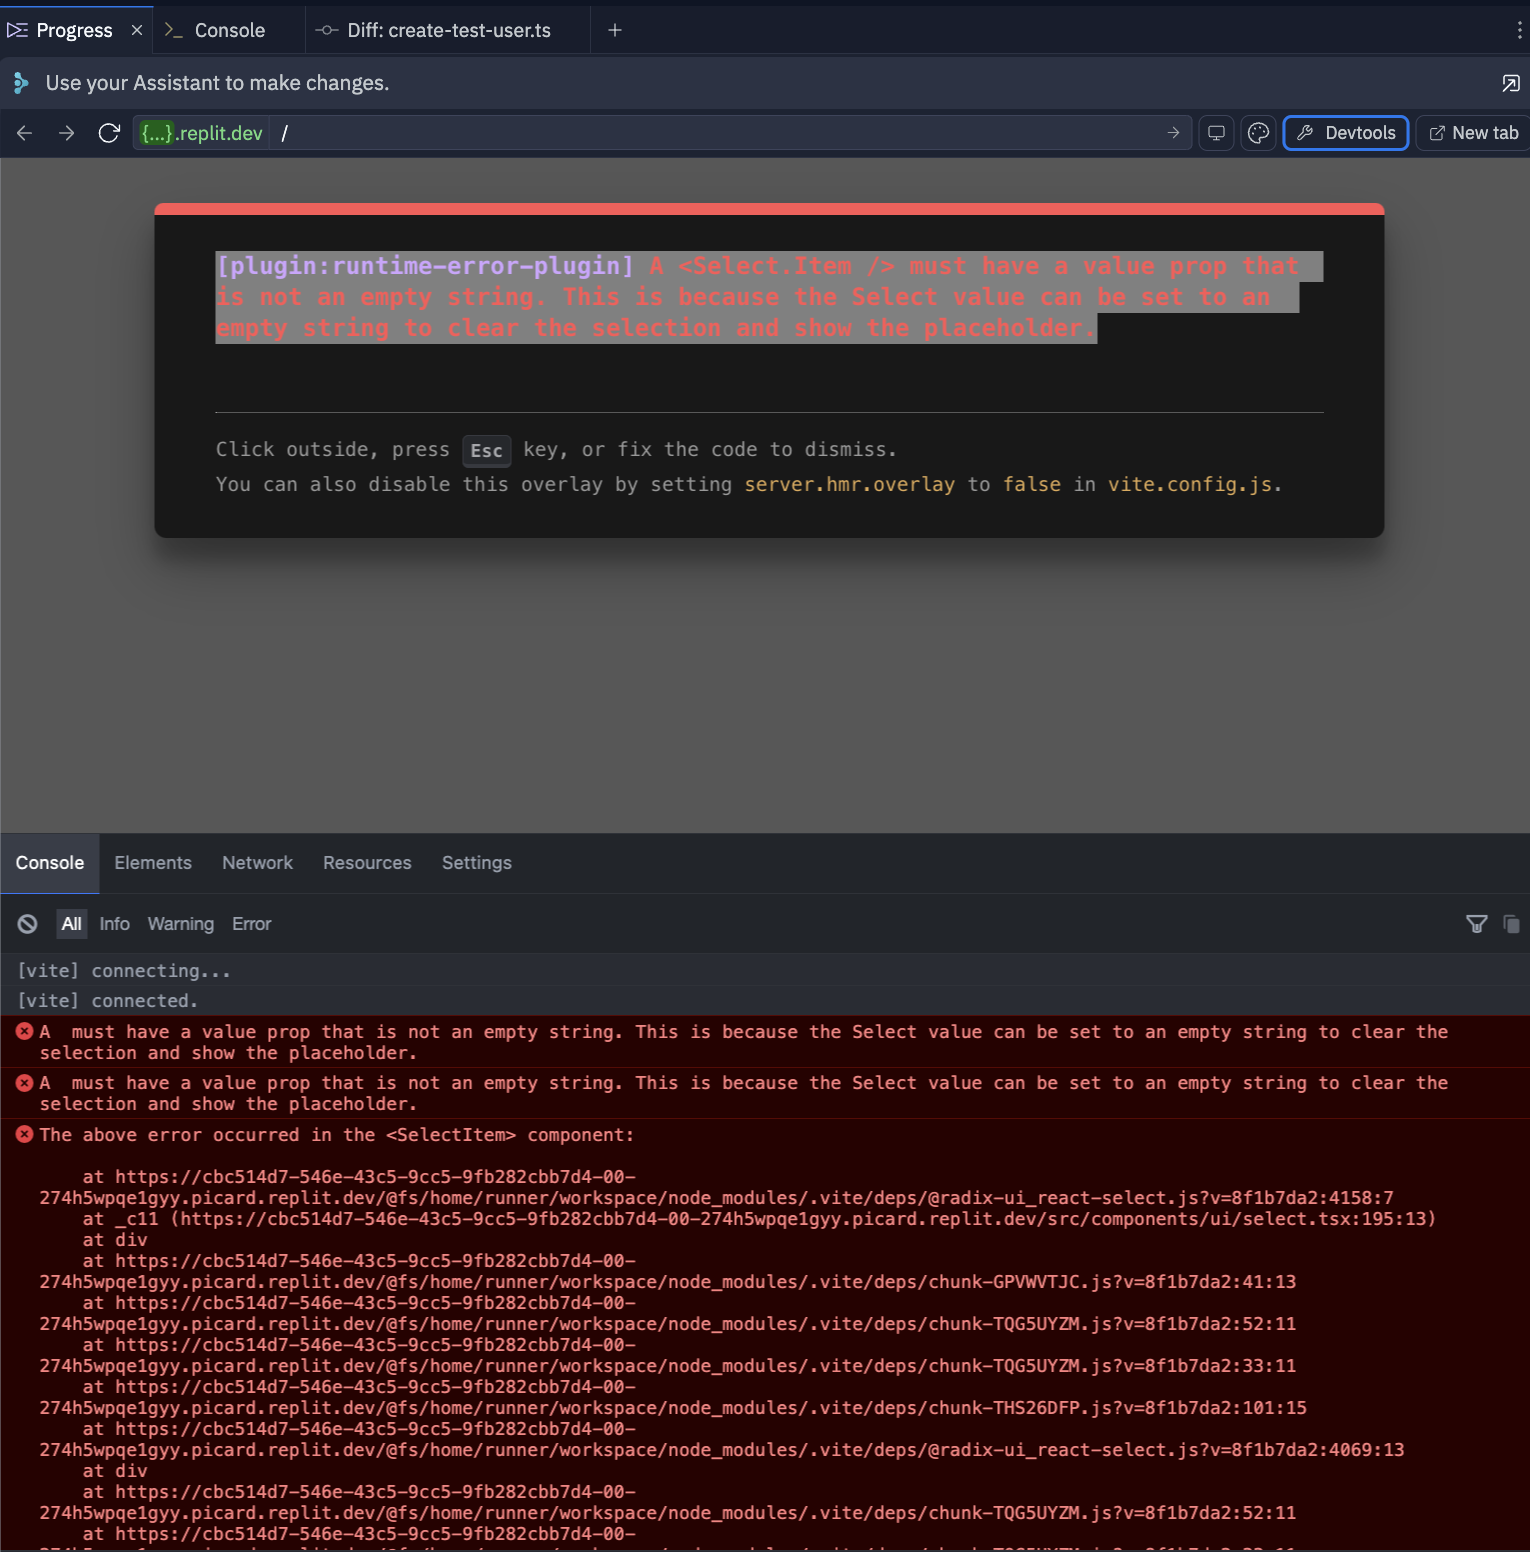 Progress
Console
Diff: create-test-user.ts
Use your Assistant to make changes.
{...}.replit.dev /
Devtools
New tab
[plugin:runtime-error-plugin] A <Select.Item /> must have a value prop that
is not an empty string. This is because the Select value can be set to an
empty string to clear the selection and show the placeholder.
Click outside, press Esc key, or fix the code to dismiss.
You can also disable this overlay by setting server.hmr.overlay to false in vite.config.js.
Console Elements Network Resources Settings
All Info Warning Error
[vite] connecting...
[vite] connected.
A  must have a value prop that is not an empty string. This is because the Select value can be set to an empty string to clear the
selection and show the placeholder.
A  must have a value prop that is not an empty string. This is because the Select value can be set to an empty string to clear the
selection and show the placeholder.
The above error occurred in the <SelectItem> component:
at https://cbc514d7-546e-43c5-9cc5-9fb282cbb7d4-00-
274h5wpqe1gyy.picard.replit.dev/@fs/home/runner/workspace/node_modules/.vite/deps/@radix-ui_react-select.js?v=8f1b7da2:4158:7
at _c11 (https://cbc514d7-546e-43c5-9cc5-9fb282cbb7d4-00-274h5wpqe1gyy.picard.replit.dev/src/components/ui/select.tsx:195:13)
at div
at https://cbc514d7-546e-43c5-9cc5-9fb282cbb7d4-00-
274h5wpqe1gyy.picard.replit.dev/@fs/home/runner/workspace/node_modules/.vite/deps/chunk-GPVWVTJC.js?v=8f1b7da2:41:13
at https://cbc514d7-546e-43c5-9cc5-9fb282cbb7d4-00-
274h5wpqe1gyy.picard.replit.dev/@fs/home/runner/workspace/node_modules/.vite/deps/chunk-TQG5UYZM.js?v=8f1b7da2:52:11
at https://cbc514d7-546e-43c5-9cc5-9fb282cbb7d4-00-
274h5wpqe1gyy.picard.replit.dev/@fs/home/runner/workspace/node_modules/.vite/deps/chunk-TQG5UYZM.js?v=8f1b7da2:33:11
at https://cbc514d7-546e-43c5-9cc5-9fb282cbb7d4-00-
274h5wpqe1gyy.picard.replit.dev/@fs/home/runner/workspace/node_modules/.vite/deps/chunk-THS26DFP.js?v=8f1b7da2:101:15
at https://cbc514d7-546e-43c5-9cc5-9fb282cbb7d4-00-
274h5wpqe1gyy.picard.replit.dev/@fs/home/runner/workspace/node_modules/.vite/deps/@radix-ui_react-select.js?v=8f1b7da2:4069:13
at div
at https://cbc514d7-546e-43c5-9cc5-9fb282cbb7d4-00-
274h5wpqe1gyy.picard.replit.dev/@fs/home/runner/workspace/node_modules/.vite/deps/chunk-TQG5UYZM.js?v=8f1b7da2:52:11
at https://cbc514d7-546e-43c5-9cc5-9fb282cbb7d4-00-